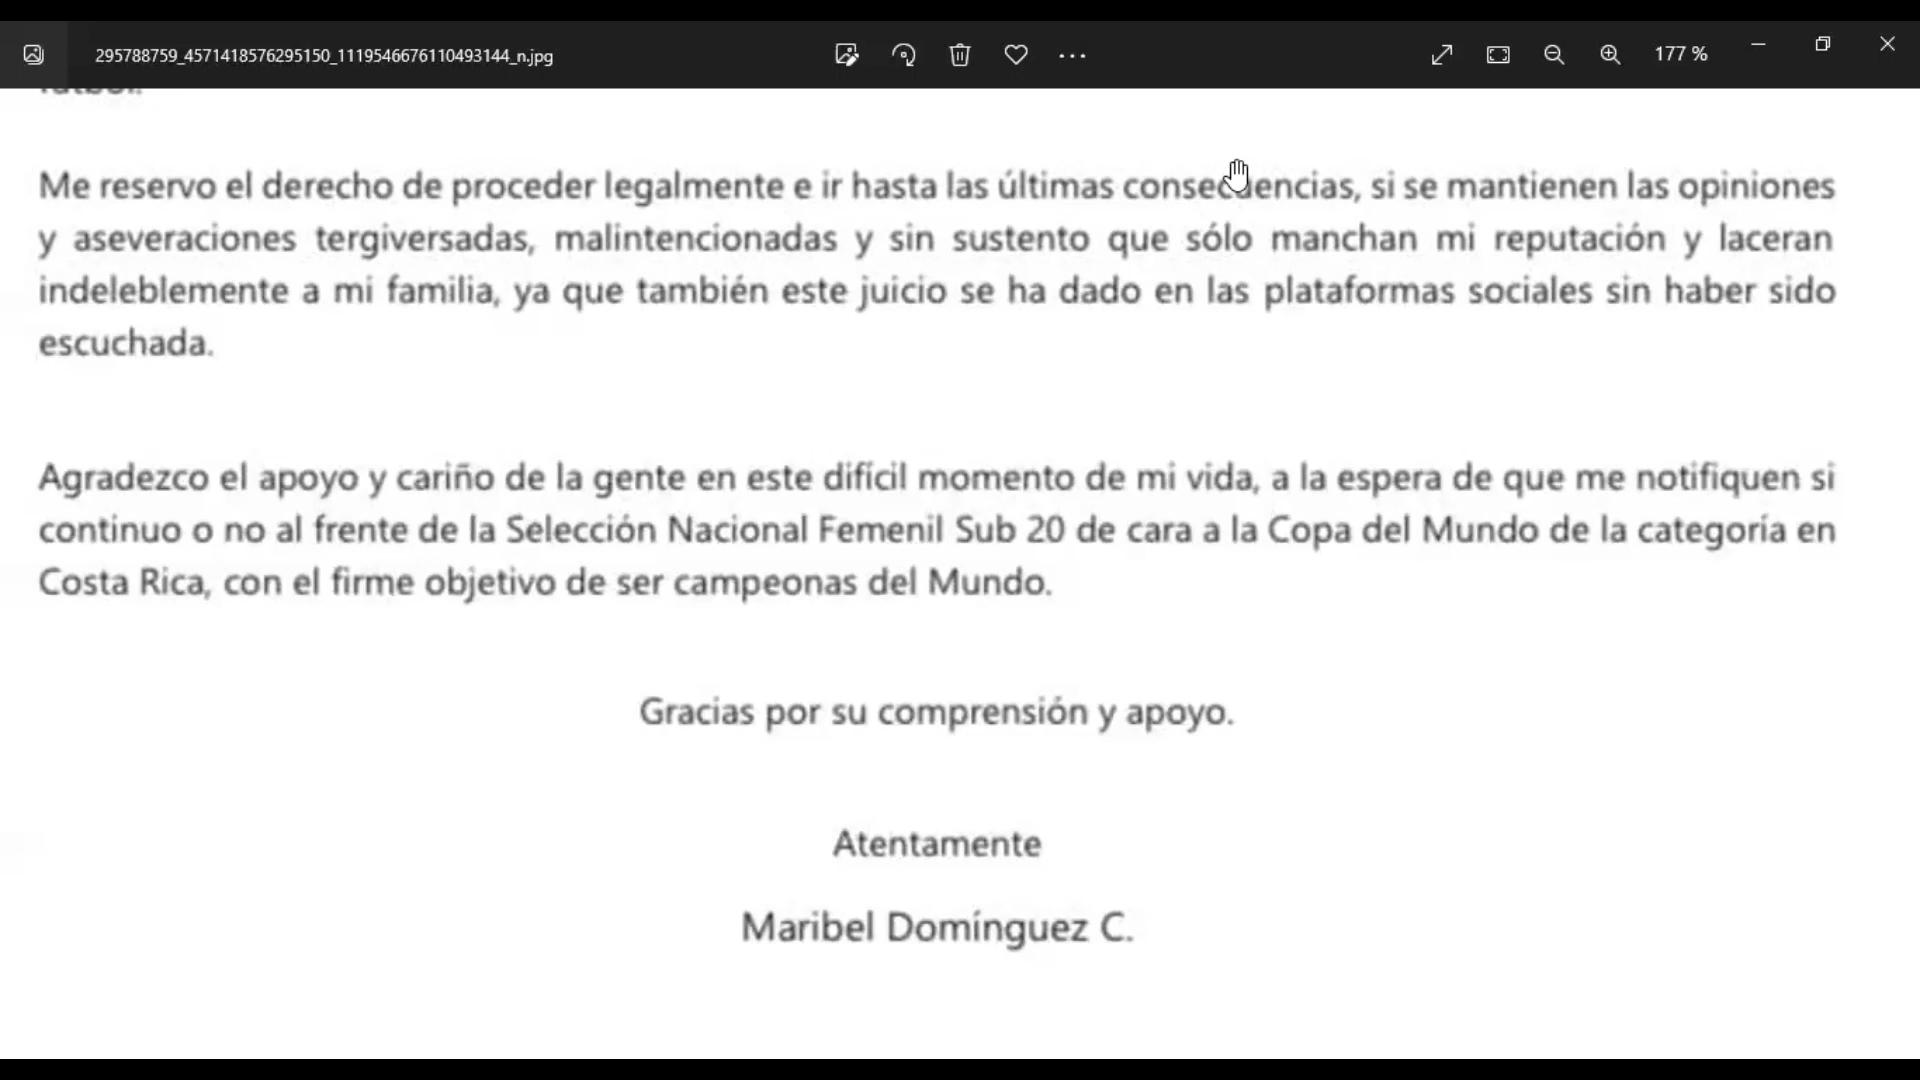 295788759_4571418576295150_1119546676110493144_n.jpg
177 %
Me reservo el derecho de proceder legalmente e ir hasta las últimas consecuencias, si se mantienen las opiniones
y aseveraciones tergiversadas, malintencionadas y sin sustento que sólo manchan mi reputación y laceran
indeleblemente a mi familia, ya que también este juicio se ha dado en las plataformas sociales sin haber sido
escuchada.
Agradezco el apoyo y cariño de la gente en este difícil momento de mi vida, a la espera de que me notifiquen si
continuo o no al frente de la Selección Nacional Femenil Sub 20 de cara a la Copa del Mundo de la categoría en
Costa Rica, con el firme objetivo de ser campeonas del Mundo.
Gracias por su comprensión y apoyo.
Atentamente
Maribel Domínguez C.